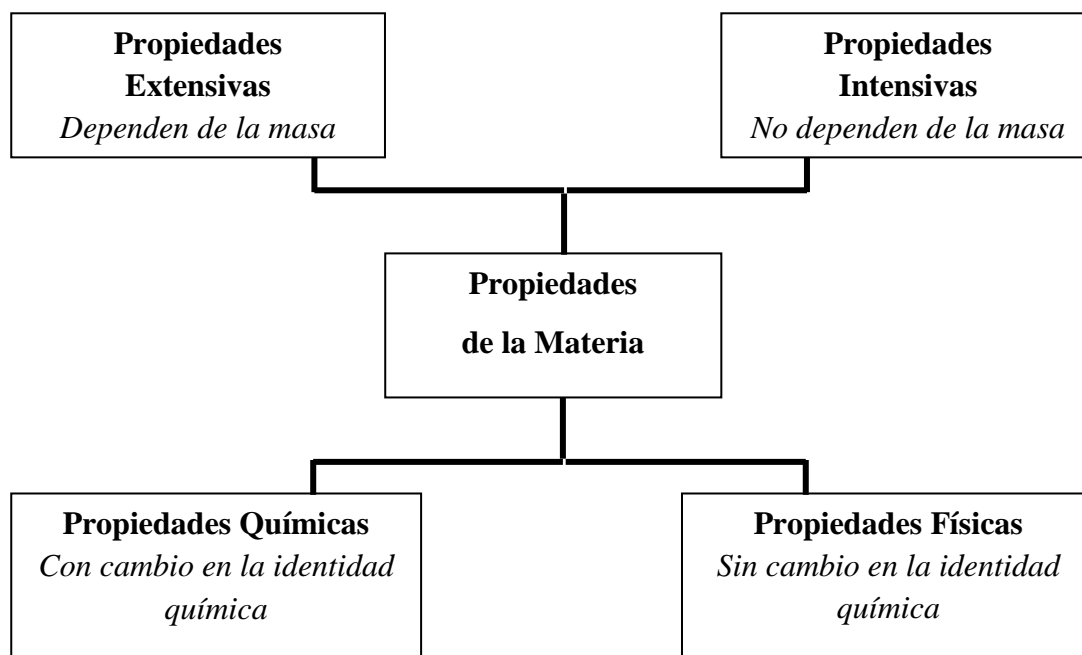 Propiedades
Extensivas
Dependen de la masa
Propiedades
Intensivas
No dependen de la masa
Propiedades
de la Materia
Propiedades Químicas
Con cambio en la identidad
química
Propiedades Físicas
Sin cambio en la identidad
química